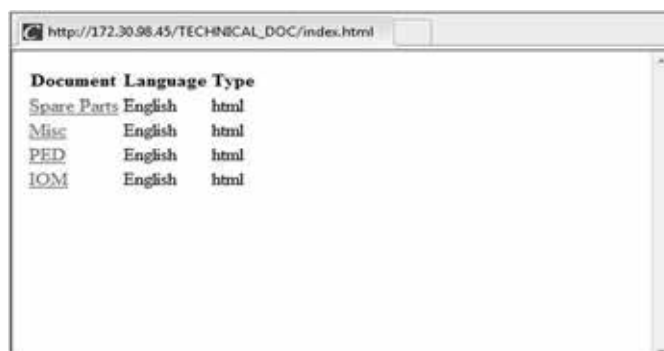 http://172.30.98.45/TECHNICAL_DOC/index.html
Document Language Type
Spare Parts English html
Misc English html
PED English html
IOM English html